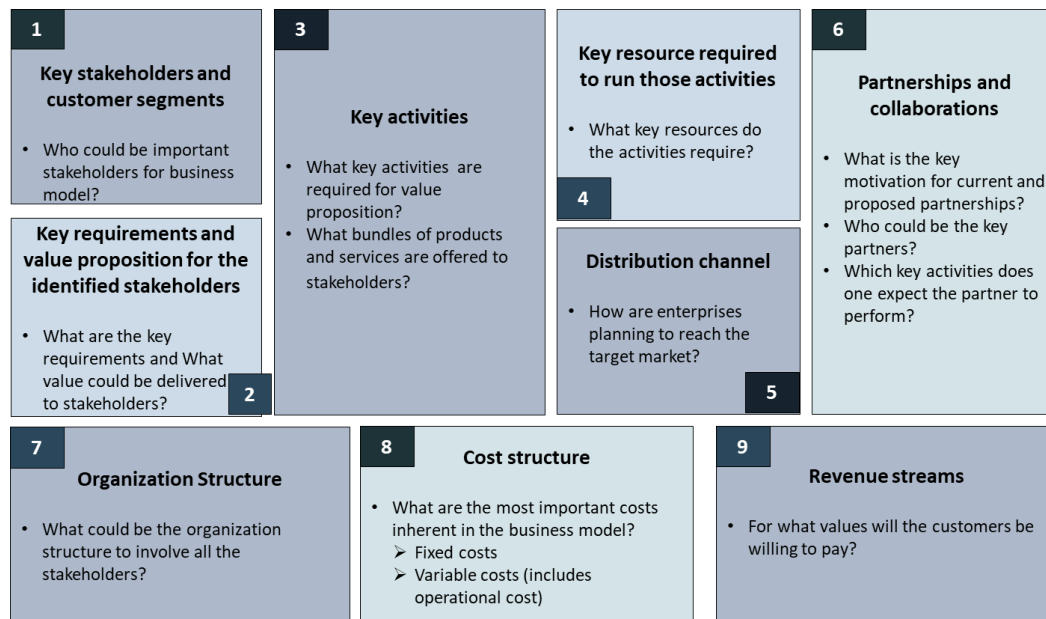 1
Key stakeholders and
customer segments
• Who could be important
stakeholders for business
model?
Key requirements and
value proposition for the
identified stakeholders
• What are the key
requirements and What
value could be delivered
to stakeholders?
2
3
Key activities
• What key activities are
required for value
proposition?
• What bundles of products
and services are offered to
stakeholders?
Key resource required
to run those activities
• What key resources do
the activities require?
4
Distribution channel
• How are enterprises
planning to reach the
target market?
5
6
Partnerships and
collaborations
• What is the key
motivation for current and
proposed partnerships?
• Who could be the key
partners?
• Which key activities does
one expect the partner to
perform?
7
Organization Structure
• What could be the organization
structure to involve all the
stakeholders?
8
Cost structure
• What are the most important costs
inherent in the business model?
➢ Fixed costs
➢ Variable costs (includes
operational cost)
9
Revenue streams
• For what values will the customers be
willing to pay?